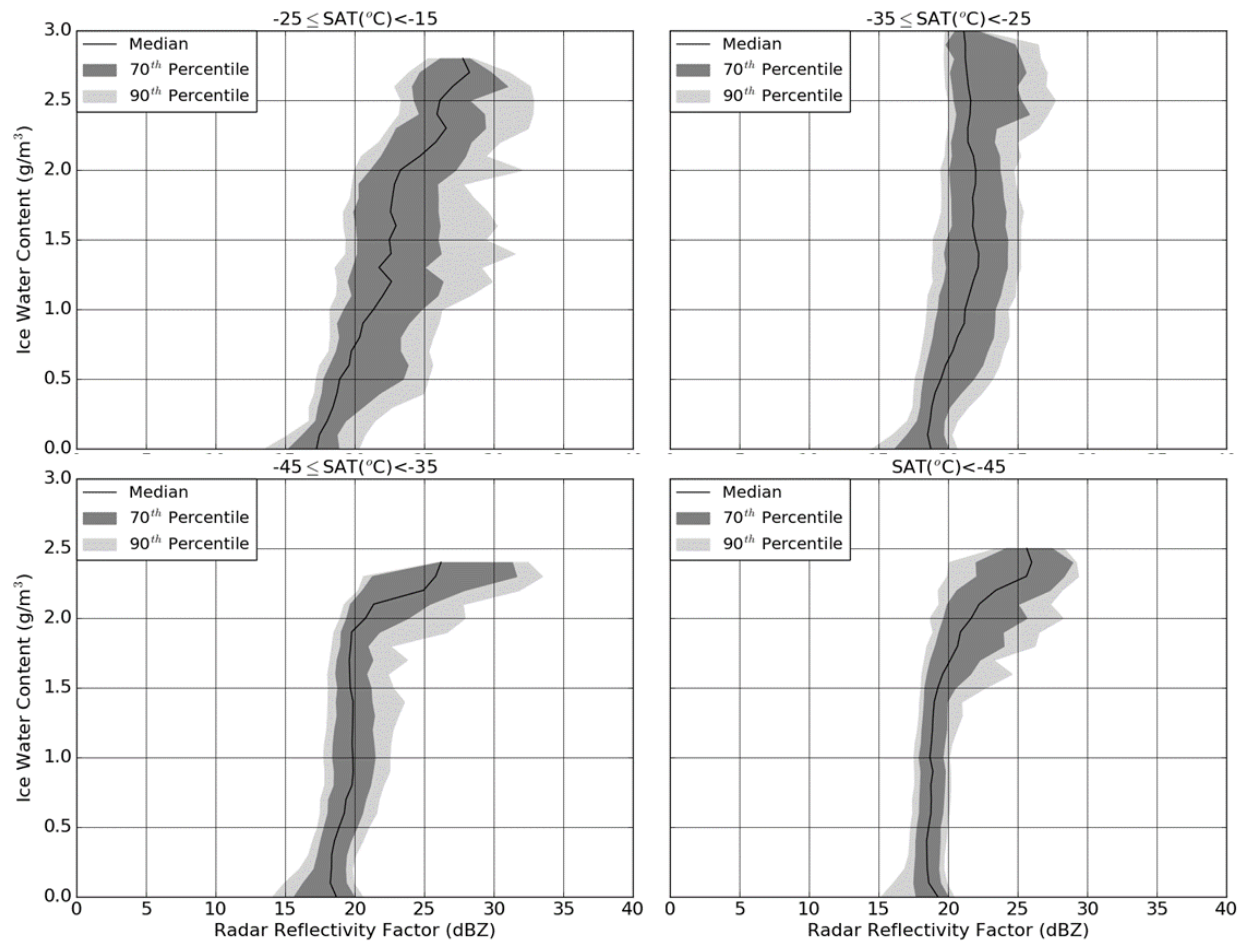 -25 ≤ SAT(°C)<-15
-35 ≤ SAT(°C)<-25
Median
70th Percentile
90th Percentile
Median
70th Percentile
90th Percentile
3.0
2.5
2.0
1.5
1.0
0.5
0.0
Ice Water Content (g/m³)
-45 ≤ SAT(°C)<-35
SAT(°C)<-45
Median
70th Percentile
90th Percentile
Median
70th Percentile
90th Percentile
3.0
2.5
2.0
1.5
1.0
0.5
0.0
Ice Water Content (g/m³)
0 5 10 15 20 25 30 35 40
0 5 10 15 20 25 30 35 40
Radar Reflectivity Factor (dBZ)
Radar Reflectivity Factor (dBZ)